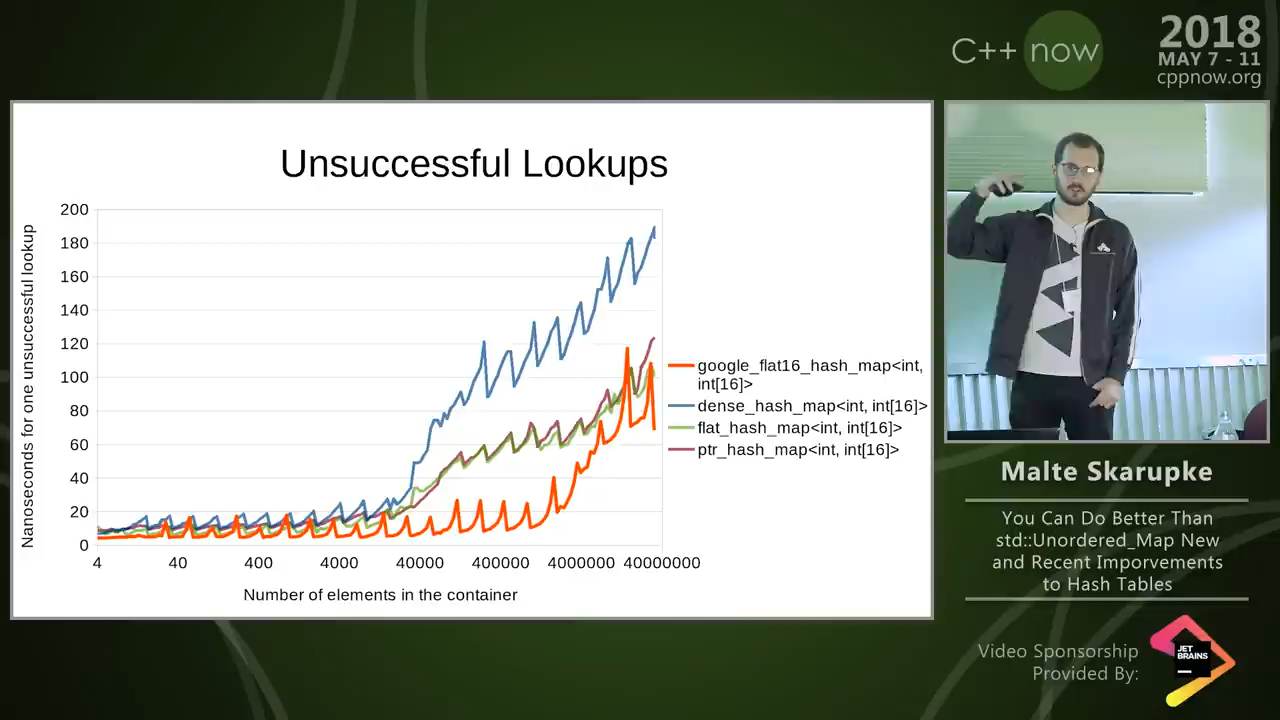 C++ now
2018
MAY 7 - 11
cppnow.org
Unsuccessful Lookups
Nanoseconds for one unsuccessful lookup
200
180
160
140
120
100
80
60
40
20
0
4 40 400 4000 40000 400000 4000000 40000000
Number of elements in the container
google_flat16_hash_map<int,
int[16]>
dense_hash_map<int, int[16]>
flat_hash_map<int, int[16]>
ptr_hash_map<int, int[16]>
Malte Skarupke
You Can Do Better Than
std::Unordered_Map New
and Recent Imporvements
to Hash Tables
Video Sponsorship
Provided By:
JET
BRAINS